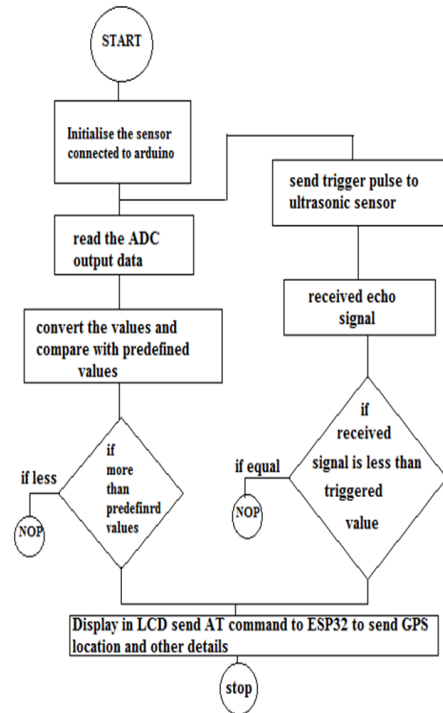 START
Initialise the sensor
connected to arduino
send trigger pulse to
ultrasonic sensor
read the ADC
output data
received echo
signal
convert the values and
compare with predefined
values
if
received
signal is less than
triggered
value
if equal
NOP
if
more
than
predefinrd
values
if less
NOP
Display in LCD send AT command to ESP32 to send GPS
location and other details
stop